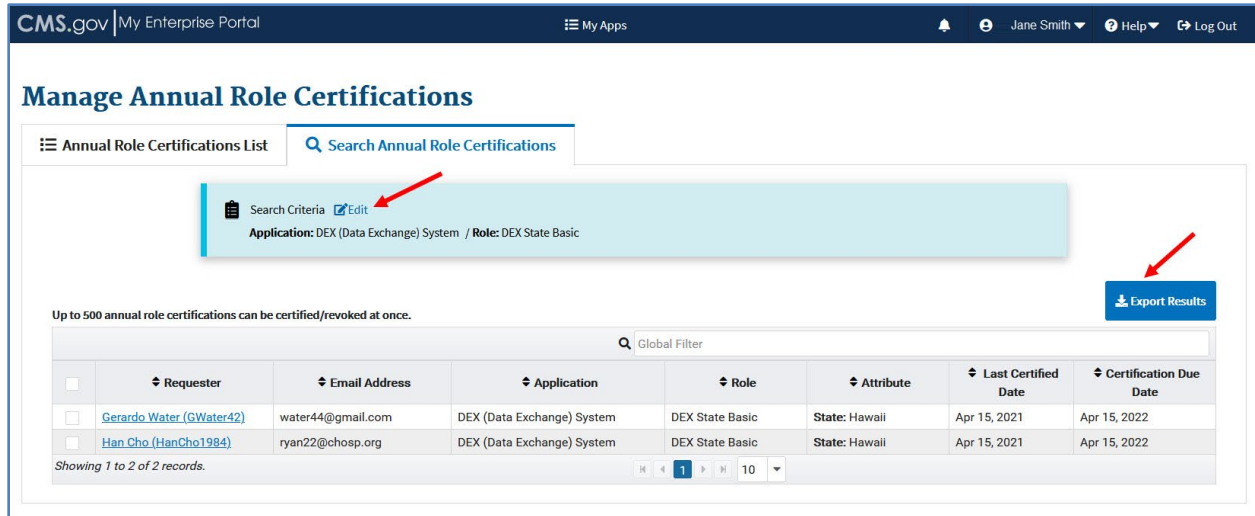 CMS.gov My Enterprise Portal My Apps Jane Smith Help Log Out
Manage Annual Role Certifications
Annual Role Certifications List Search Annual Role Certifications
Search Criteria Edit
Application: DEX (Data Exchange) System / Role: DEX State Basic
Export Results
Up to 500 annual role certifications can be certified/revoked at once.
Global Filter
Requester Email Address Application Role Attribute Last Certified Date Certification Due Date
Gerardo Water (GWater42) water44@gmail.com DEX (Data Exchange) System DEX State Basic State: Hawaii Apr 15, 2021 Apr 15, 2022
Han Cho (HanCho1984) ryan22@chosp.org DEX (Data Exchange) System DEX State Basic State: Hawaii Apr 15, 2021 Apr 15, 2022
Showing 1 to 2 of 2 records. 1 10